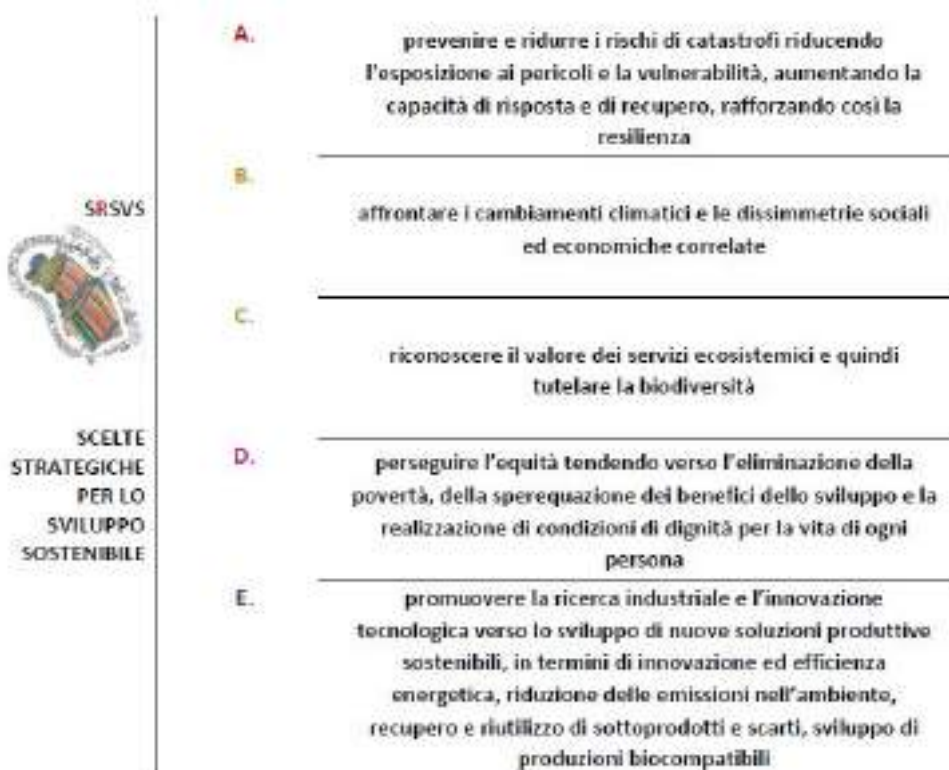 SRSVS
SCELTE
STRATEGICHE
PER LO
SVILUPPO
SOSTENIBILE
A.
prevenire e ridurre i rischi di catastrofi riducendo
l'esposizione ai pericoli e la vulnerabilità, aumentando la
capacità di risposta e di recupero, rafforzando così la
resilienza
B.
affrontare i cambiamenti climatici e le dissimmetrie sociali
ed economiche correlate
C.
riconoscere il valore dei servizi ecosistemici e quindi
tutelare la biodiversità
D.
perseguire l'equità tendendo verso l'eliminazione della
povertà, della sperequazione dei benefici dello sviluppo e la
realizzazione di condizioni di dignità per la vita di ogni
persona
E.
promuovere la ricerca industriale e l'innovazione
tecnologica verso lo sviluppo di nuove soluzioni produttive
sostenibili, in termini di innovazione ed efficienza
energetica, riduzione delle emissioni nell'ambiente,
recupero e riutilizzo di sottoprodotti e scarti, sviluppo di
produzioni biocompatibili